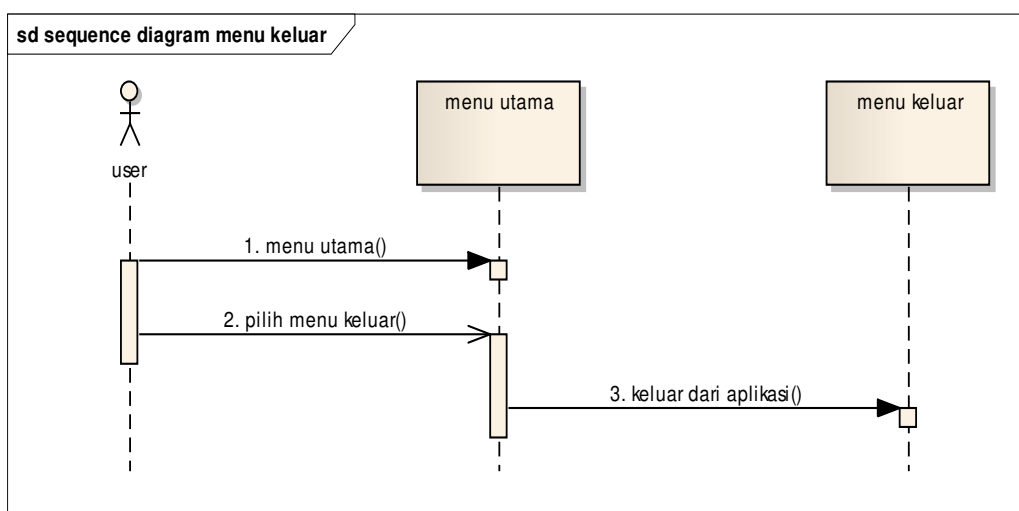 sd sequence diagram menu keluar
user
menu utama
menu keluar
1. menu utama()
2. pilih menu keluar()
3. keluar dari aplikasi()